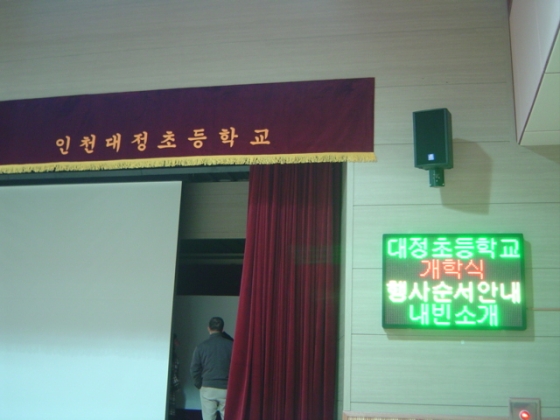 인천대정초등학교
대정초등학교
개학식
행사순서안내
내빈소개